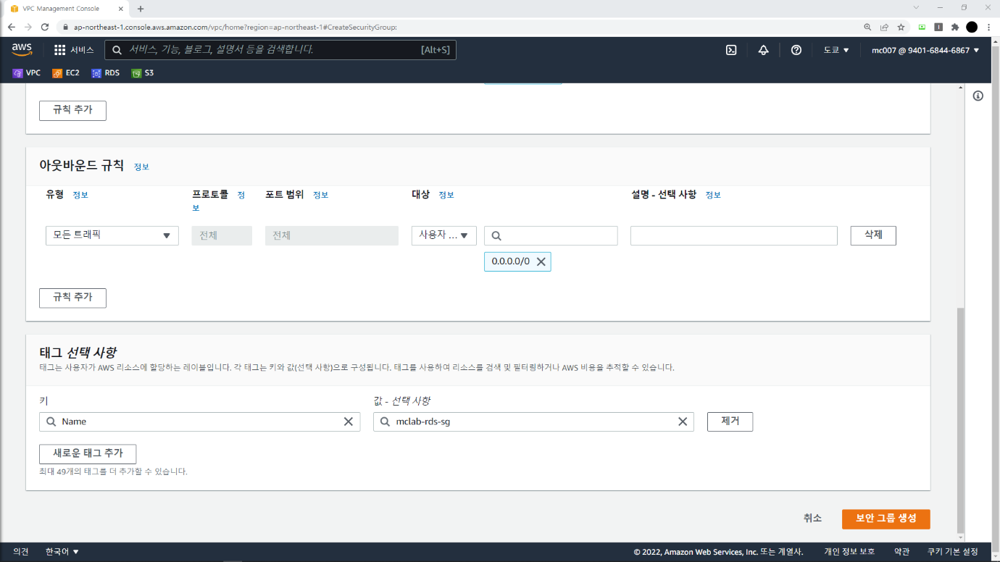 VPC Management Console
ap-northeast-1.console.aws.amazon.com/vpc/home?region=ap-northeast-1#CreateSecurityGroup:
aws 서비스 서비스, 기능, 블로그, 설명서 등을 검색합니다. [Alt+S] 도쿄 mc007 @ 9401-6844-6867
VPC EC2 RDS S3
규칙 추가
아웃바운드 규칙 정보
유형 정보 프로토콜 정보 포트 범위 정보 대상 정보 설명 - 선택 사항 정보
모든 트래픽 전체 전체 사용자 ... 삭제
0.0.0.0/0
규칙 추가
태그 선택 사항
태그는 사용자가 AWS 리소스에 할당하는 레이블입니다. 각 태그는 키와 값(선택 사항)으로 구성됩니다. 태그를 사용하여 리소스를 검색 및 필터링하거나 AWS 비용을 추적할 수 있습니다.
키 값 - 선택 사항
Name mclab-rds-sg 제거
새로운 태그 추가
최대 49개의 태그를 더 추가할 수 있습니다.
취소 보안 그룹 생성
의견 한국어 © 2022, Amazon Web Services, Inc. 또는 계열사. 개인 정보 보호 약관 쿠키 기본 설정